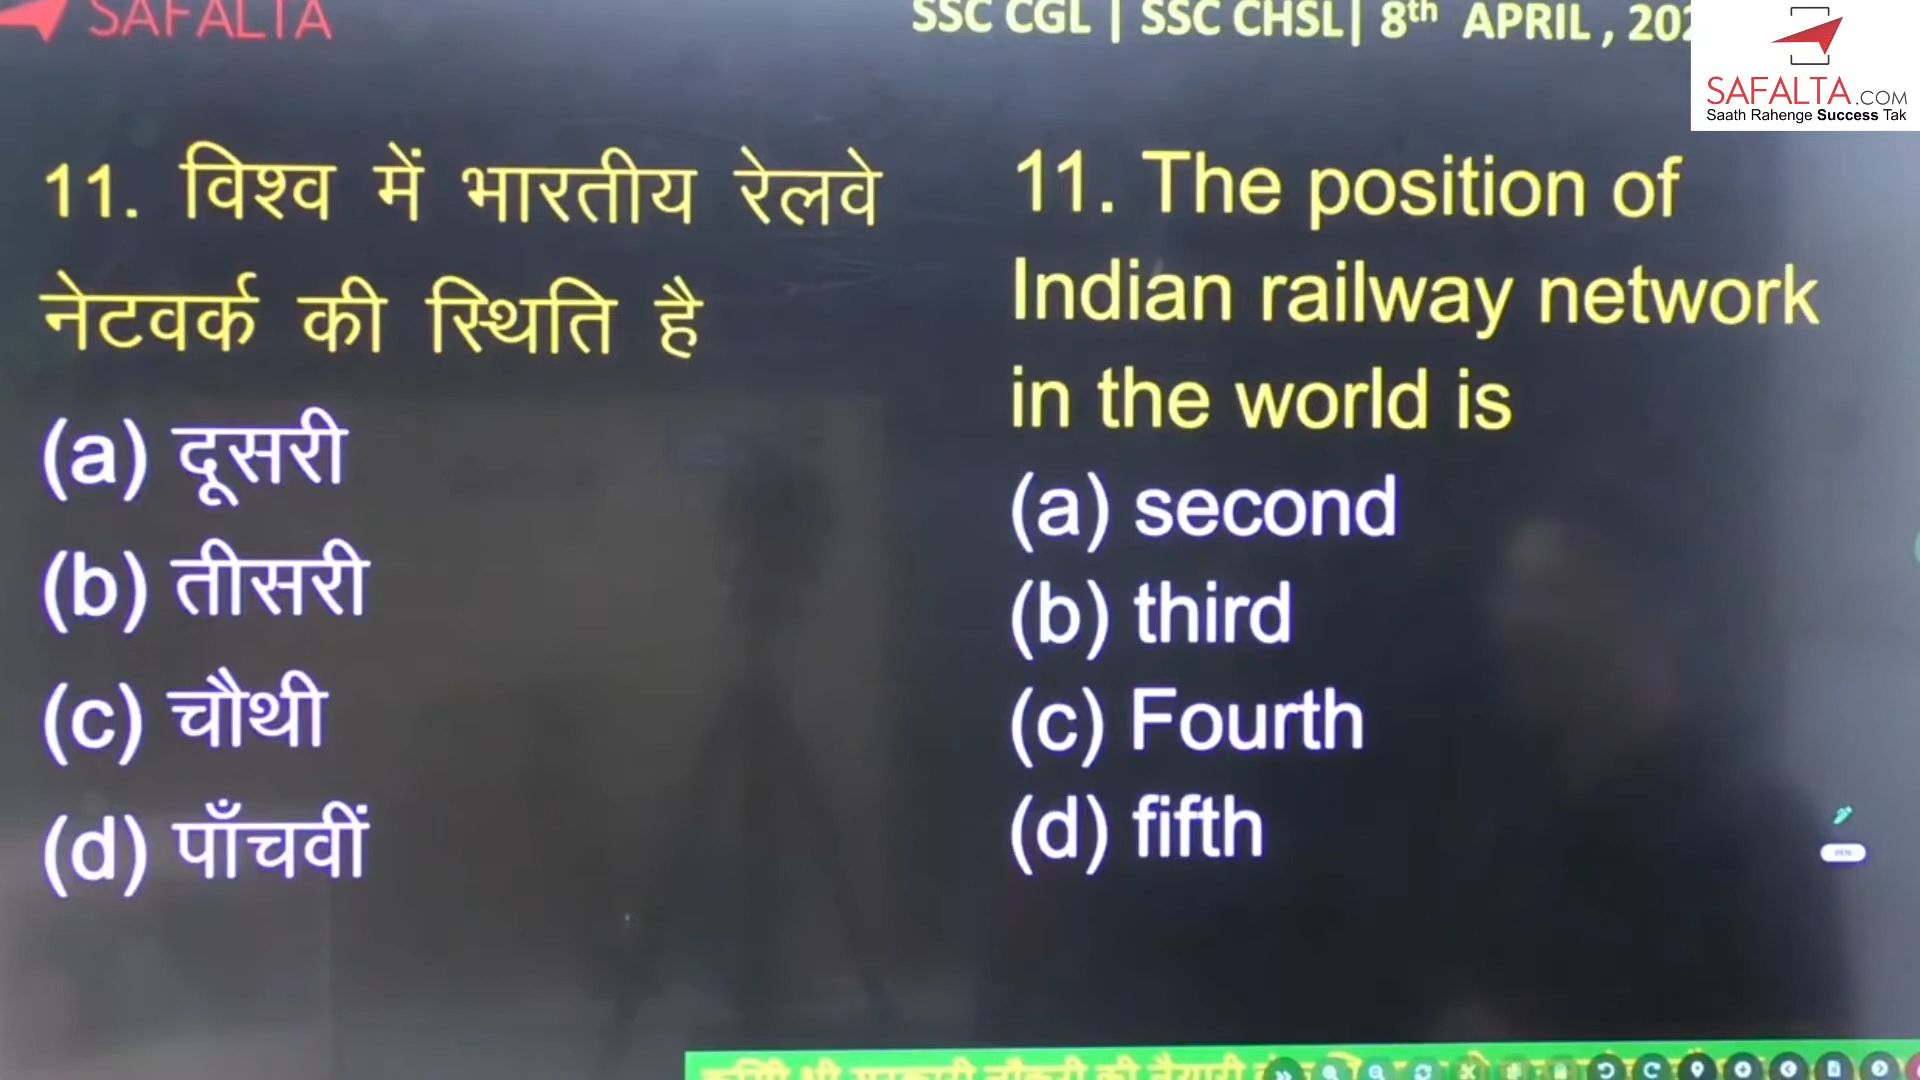 SAFALTA
SSC CGL | SSC CHSL| 8th APRIL , 202
SAFALTA.COM
Saath Rahenge Success Tak
11. विश्व में भारतीय रेलवे
नेटवर्क की स्थिति है
(a) दूसरी
(b) तीसरी
(c) चौथी
(d) पाँचवीं
11. The position of
Indian railway network
in the world is
(a) second
(b) third
(c) Fourth
(d) fifth